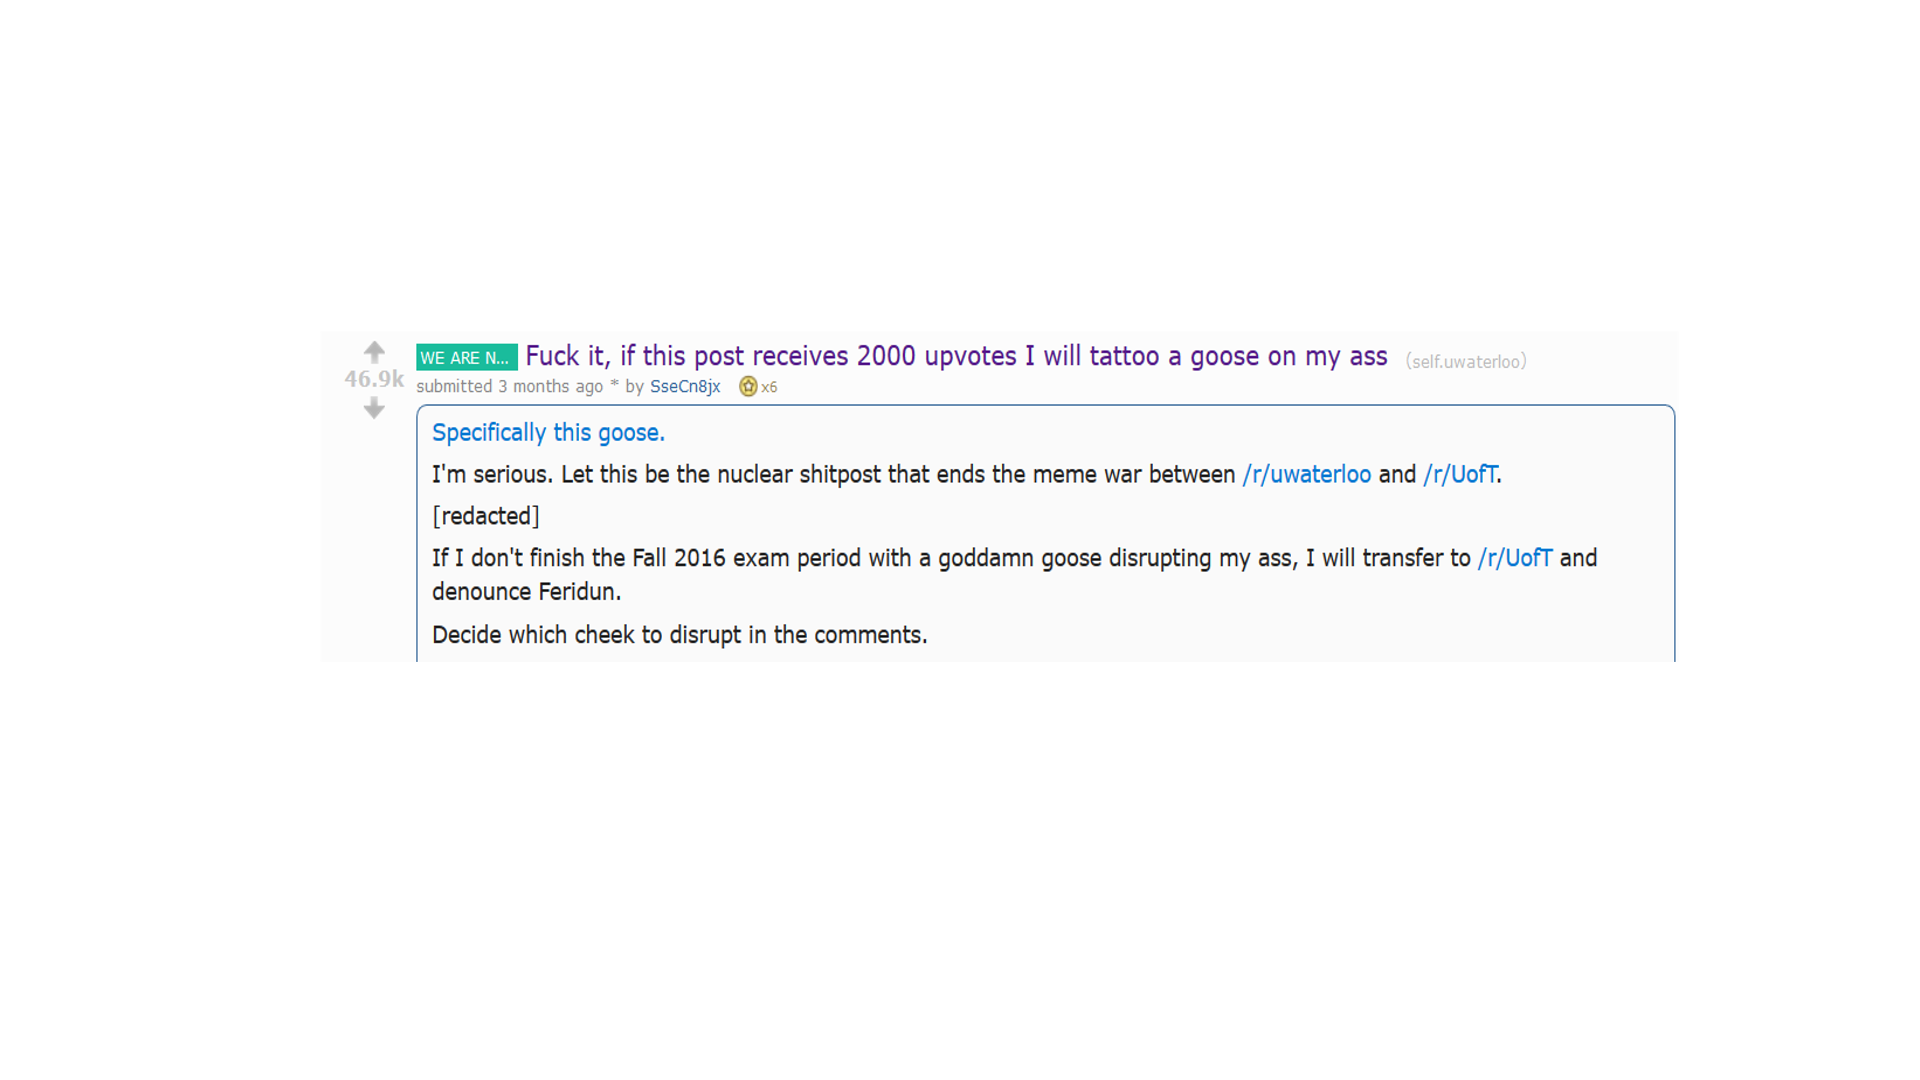 WE ARE N... Fuck it, if this post receives 2000 upvotes I will tattoo a goose on my ass (self.uwaterloo)
46.9k
submitted 3 months ago * by SseCn8jx x6
Specifically this goose.
I'm serious. Let this be the nuclear shitpost that ends the meme war between /r/uwaterloo and /r/UofT.
[redacted]
If I don't finish the Fall 2016 exam period with a goddamn goose disrupting my ass, I will transfer to /r/UofT and
denounce Feridun.
Decide which cheek to disrupt in the comments.